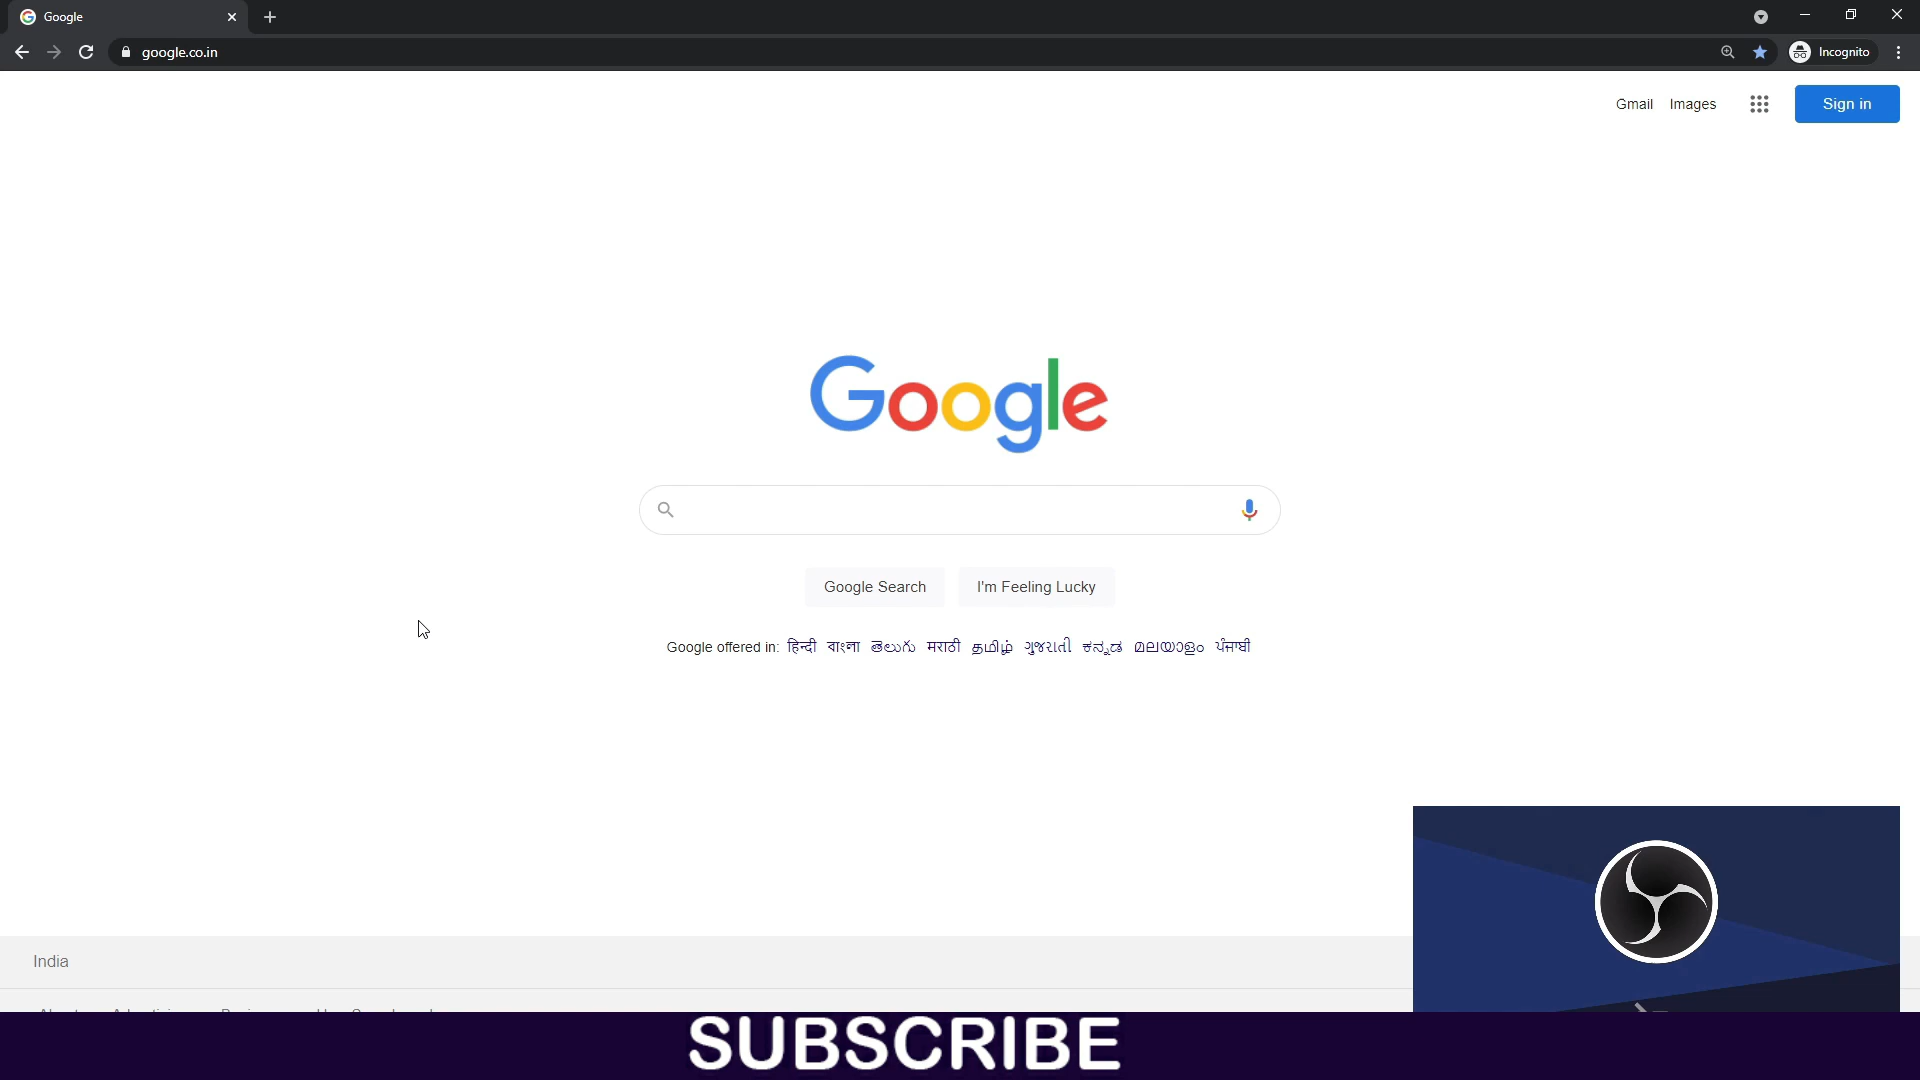 Google
google.co.in
Incognito
Gmail Images
Sign in
Google
Google Search I'm Feeling Lucky
Google offered in: हिन्दी বাংলা తెలుగు मराठी தமிழ் ગુજરાતી ಕನ್ನಡ മലയാളം ਪੰਜਾਬੀ
India
SUBSCRIBE